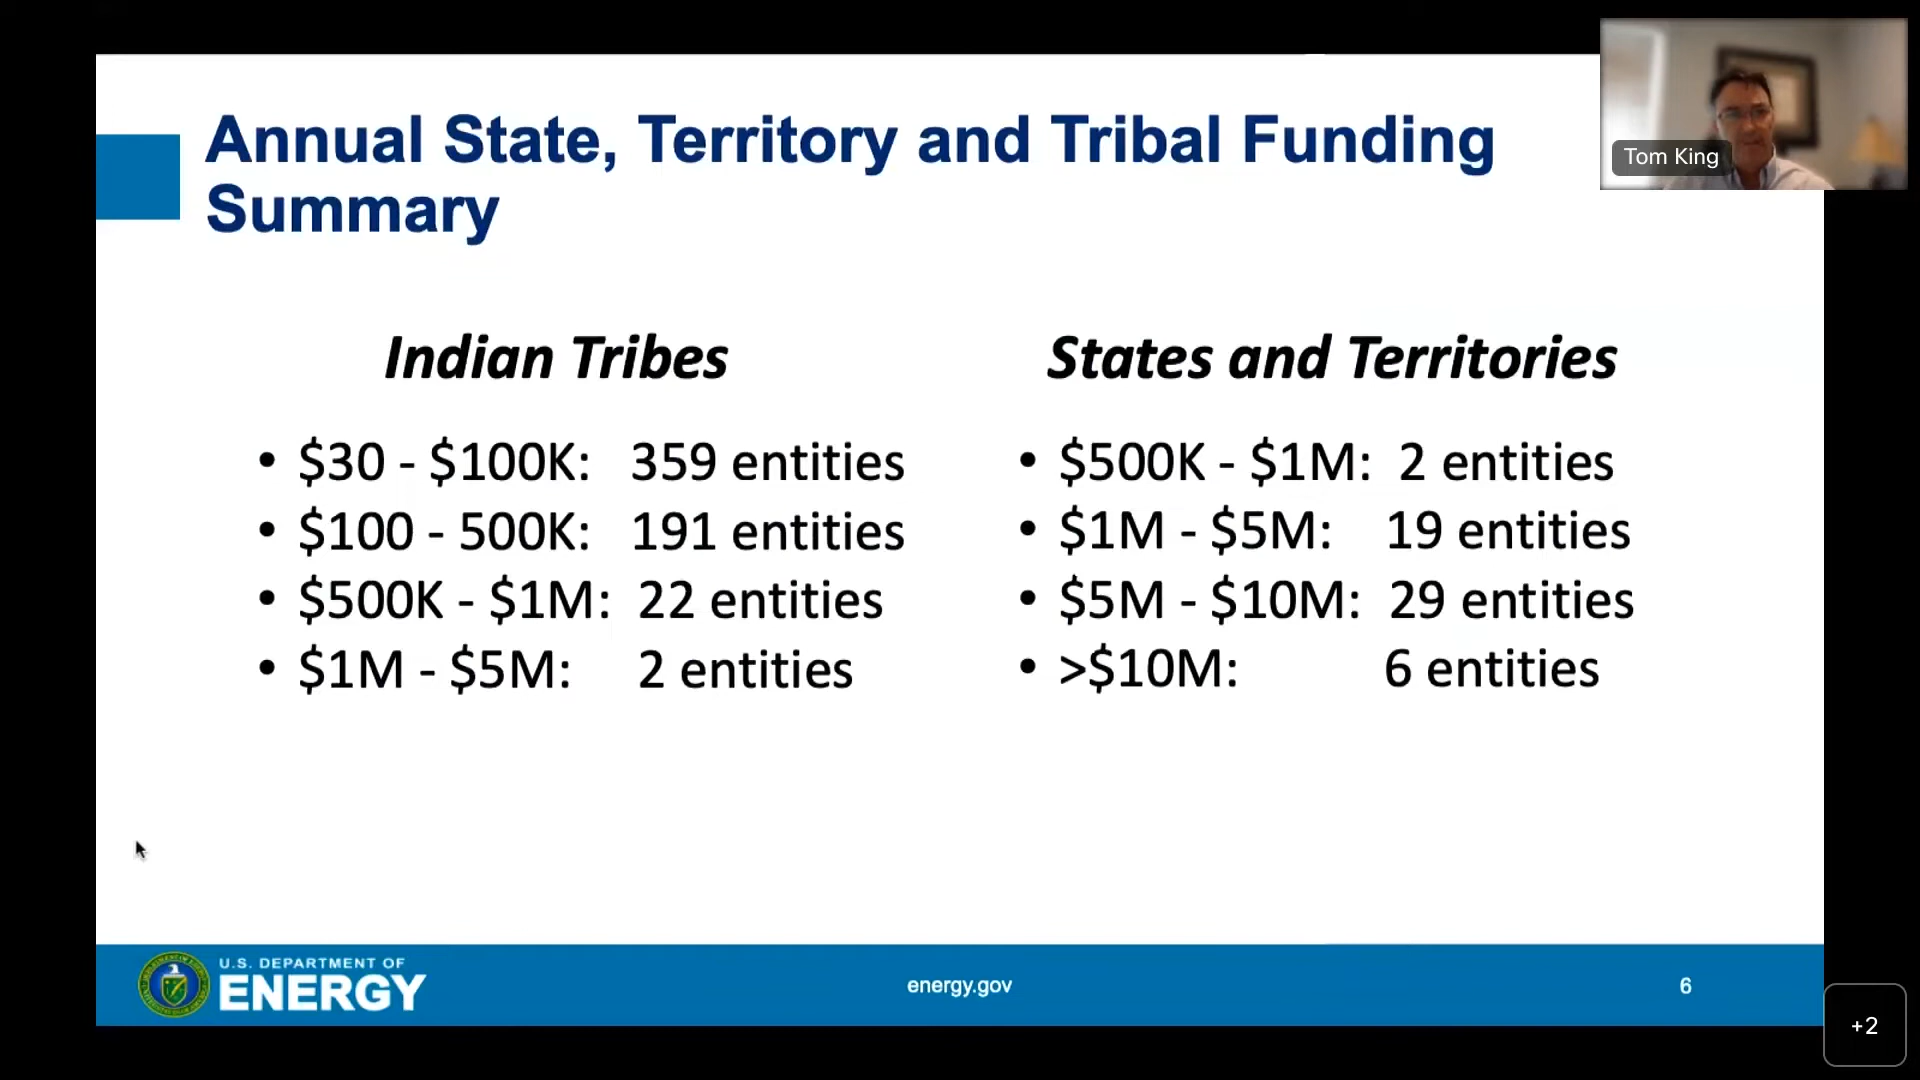 Annual State, Territory and Tribal Funding
Summary
Tom King
Indian Tribes
• $30 - $100K: 359 entities
• $100 - 500K: 191 entities
• $500K - $1M: 22 entities
• $1M - $5M: 2 entities
States and Territories
• $500K - $1M: 2 entities
• $1M - $5M: 19 entities
• $5M - $10M: 29 entities
• >$10M: 6 entities
U.S. DEPARTMENT OF
ENERGY
energy.gov
6
+2